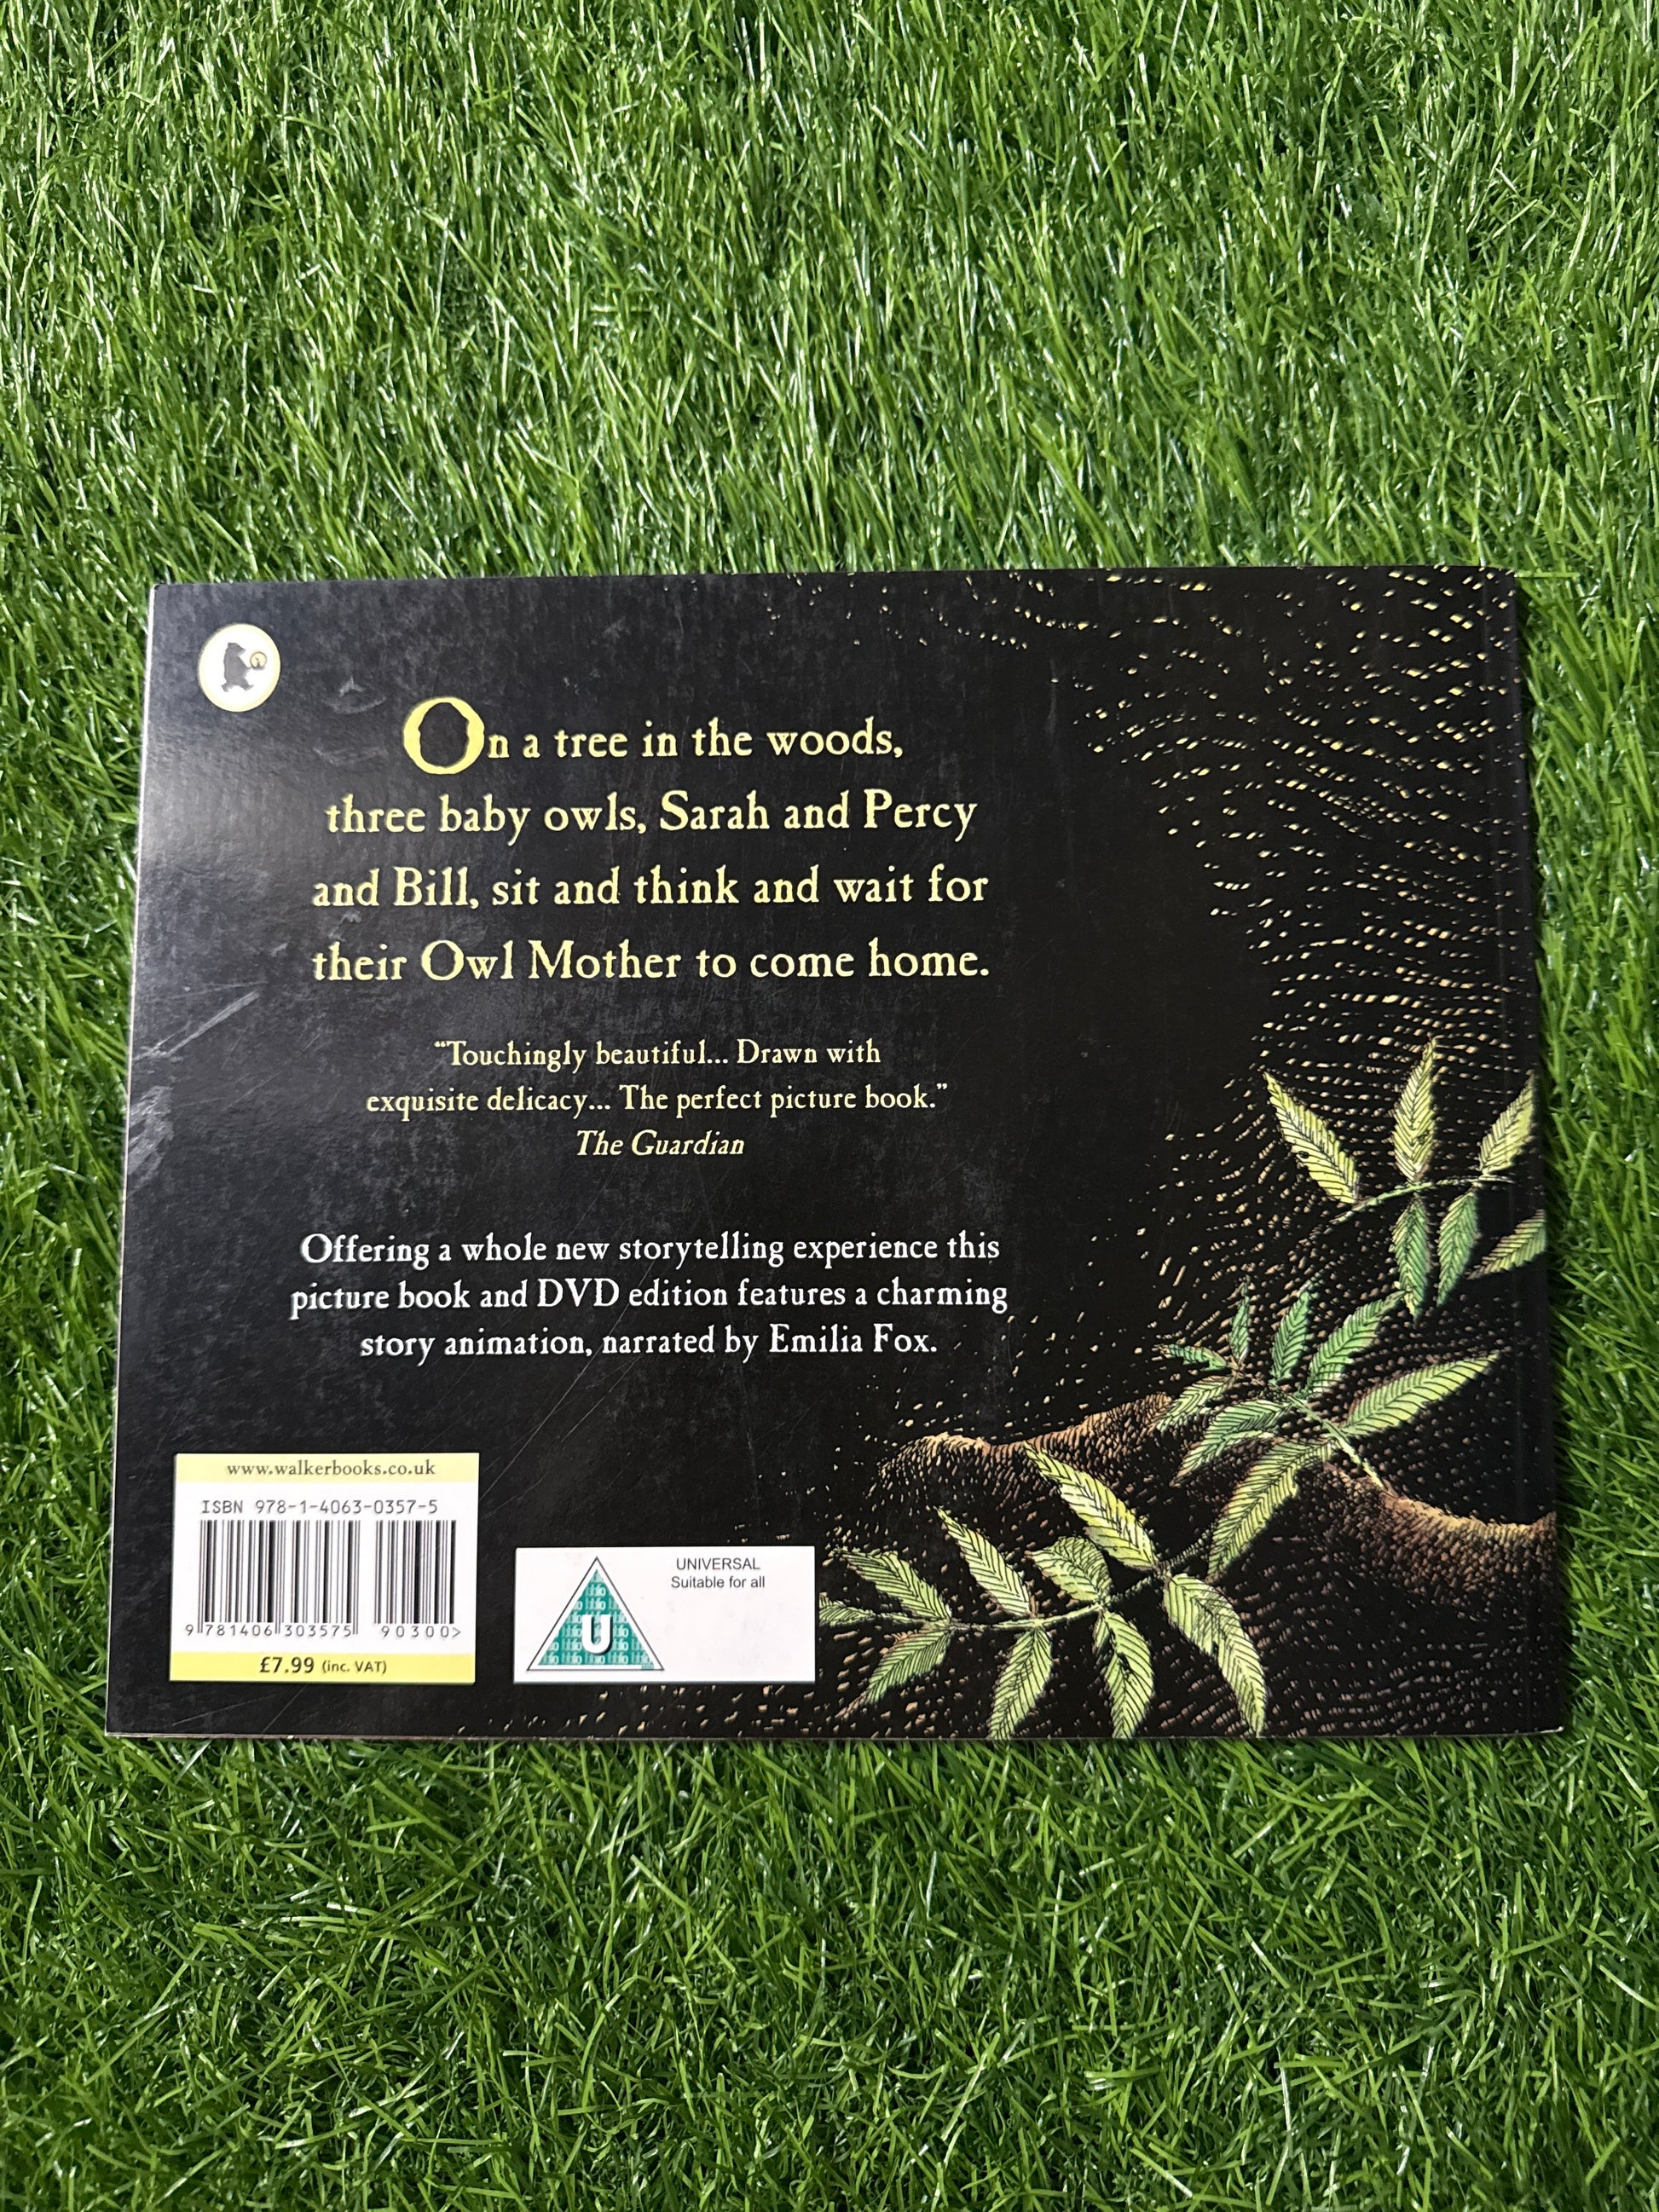 On a tree in the woods,
three baby owls, Sarah and Percy
and Bill, sit and think and wait for
their Owl Mother to come home.
“Touchingly beautiful... Drawn with
exquisite delicacy... The perfect picture book.”
The Guardian
Offering a whole new storytelling experience this
picture book and DVD edition features a charming
story animation, narrated by Emilia Fox.
www.walkerbooks.co.uk
ISBN 978-1-4063-0357-5
9 781406 303575 90300>
£7.99 (inc. VAT)
UNIVERSAL
Suitable for all
U